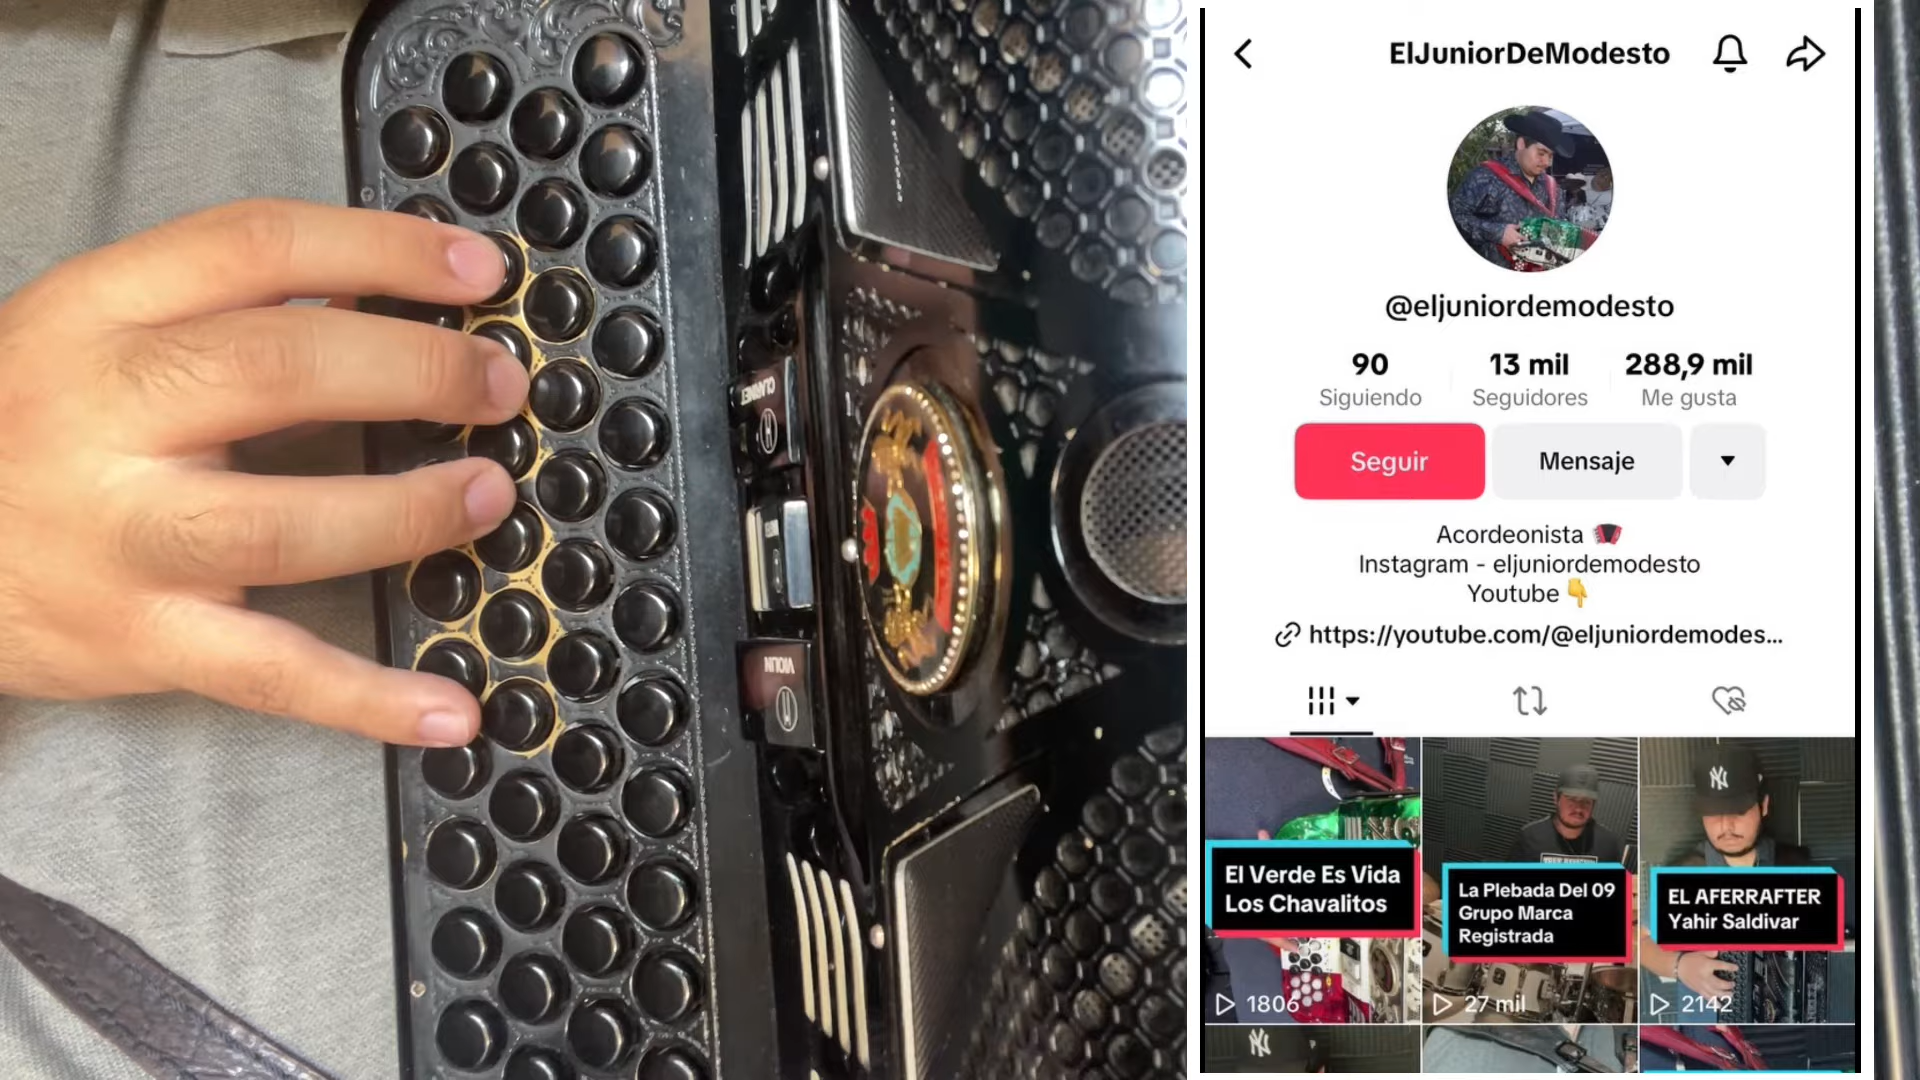 CLARINET
VIOLIN
ElJuniorDeModesto
@eljuniordemodesto
90
Siguiendo
13 mil
Seguidores
288,9 mil
Me gusta
Seguir
Mensaje
Acordeonista
Instagram - eljuniordemodesto
Youtube
https://youtube.com/@eljuniordemodes...
El Verde Es Vida
Los Chavalitos
1806
La Plebada Del 09
Grupo Marca
Registrada
27 mil
EL AFERRAFTER
Yahir Saldivar
2142